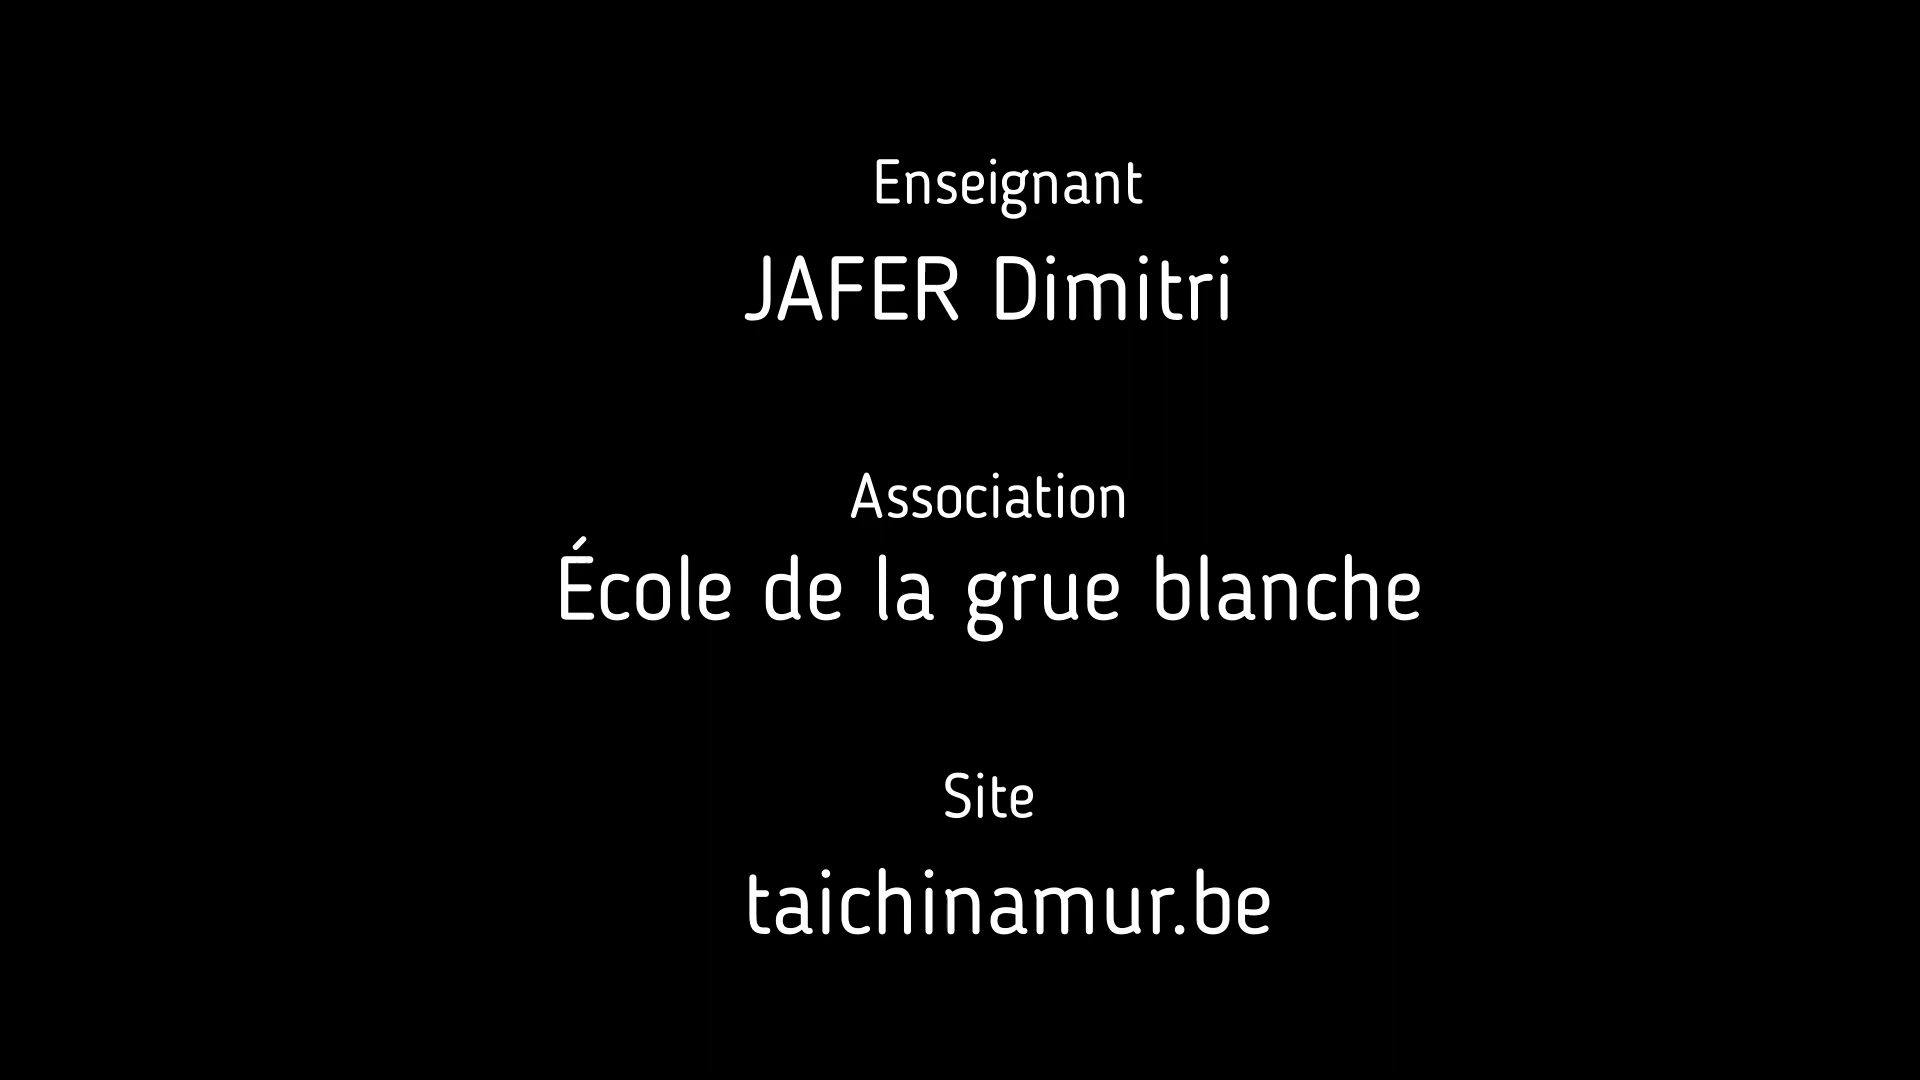 Enseignant
JAFER Dimitri
Association
École de la grue blanche
Site
taichinamur.be